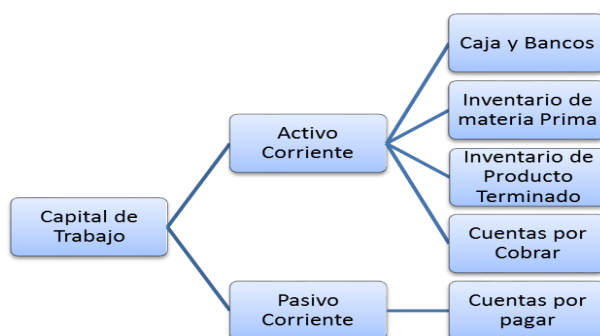 Caja y Bancos
Inventario de
materia Prima
Activo
Corriente
Inventario de
Producto
Terminado
Capital de
Trabajo
Cuentas por
Cobrar
Pasivo
Corriente
Cuentas por
pagar